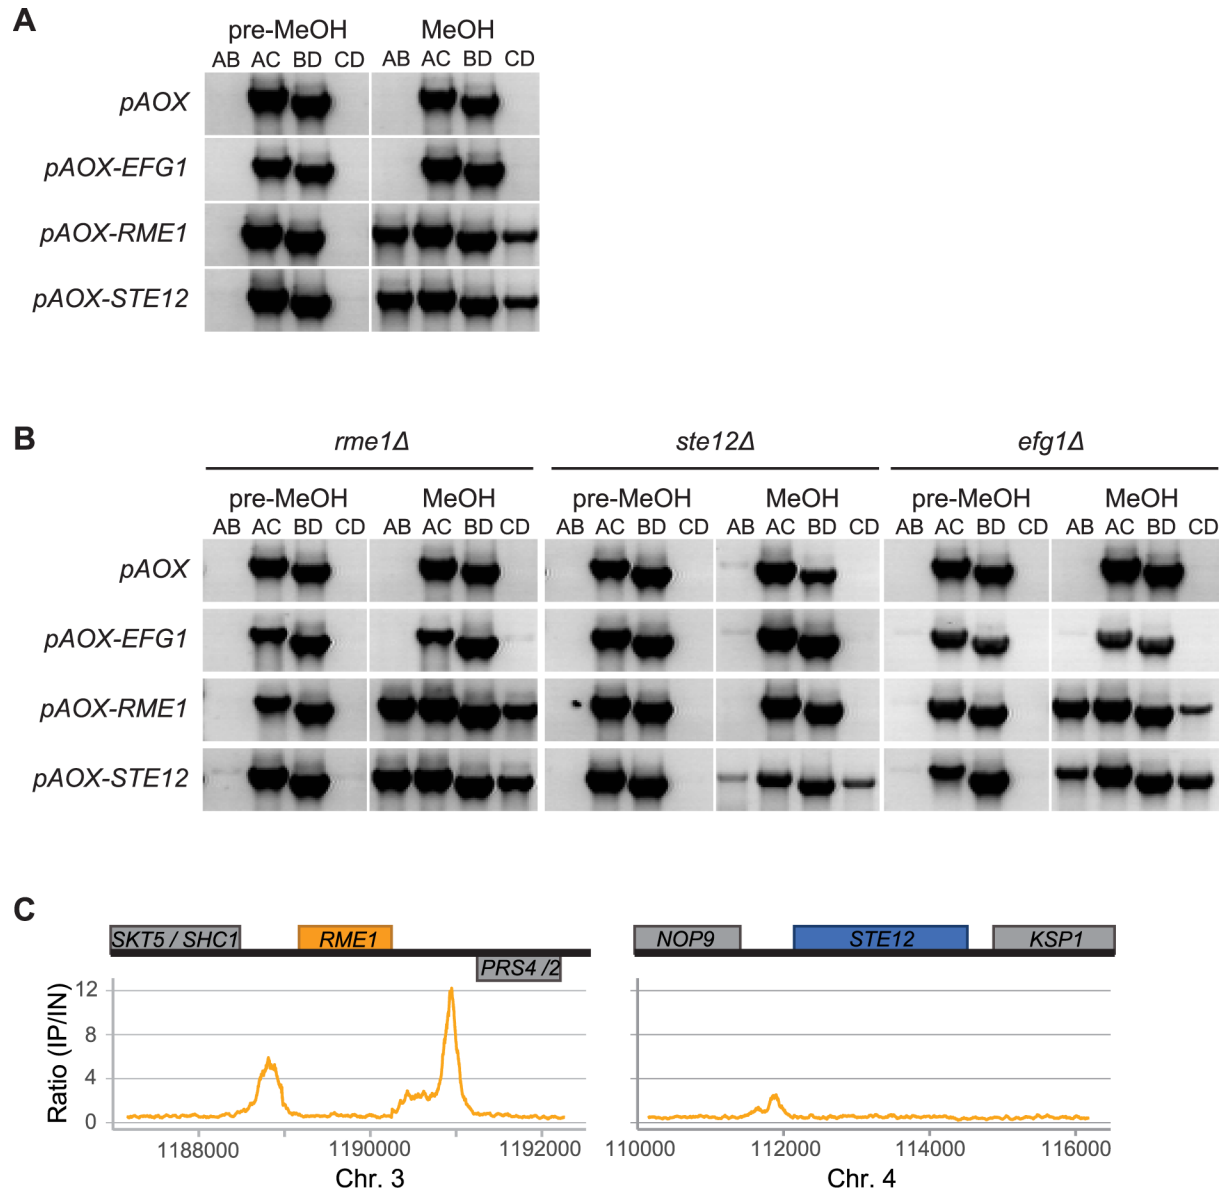 A
pre-MeOH MeOH
AB AC BD CD AB AC BD CD
pAOX
pAOX-EFG1
pAOX-RME1
pAOX-STE12
B
rme1Δ ste12Δ efg1Δ
pre-MeOH MeOH pre-MeOH MeOH pre-MeOH MeOH
AB AC BD CD AB AC BD CD AB AC BD CD AB AC BD CD AB AC BD CD AB AC BD CD
pAOX
pAOX-EFG1
pAOX-RME1
pAOX-STE12
C
SKT5 / SHC1 RME1 NOP9 STE12 KSP1
PRS4 /2
12
8
4
0
Ratio (IP/IN)
1188000 1190000 1192000 110000 112000 114000 116000
Chr. 3 Chr. 4